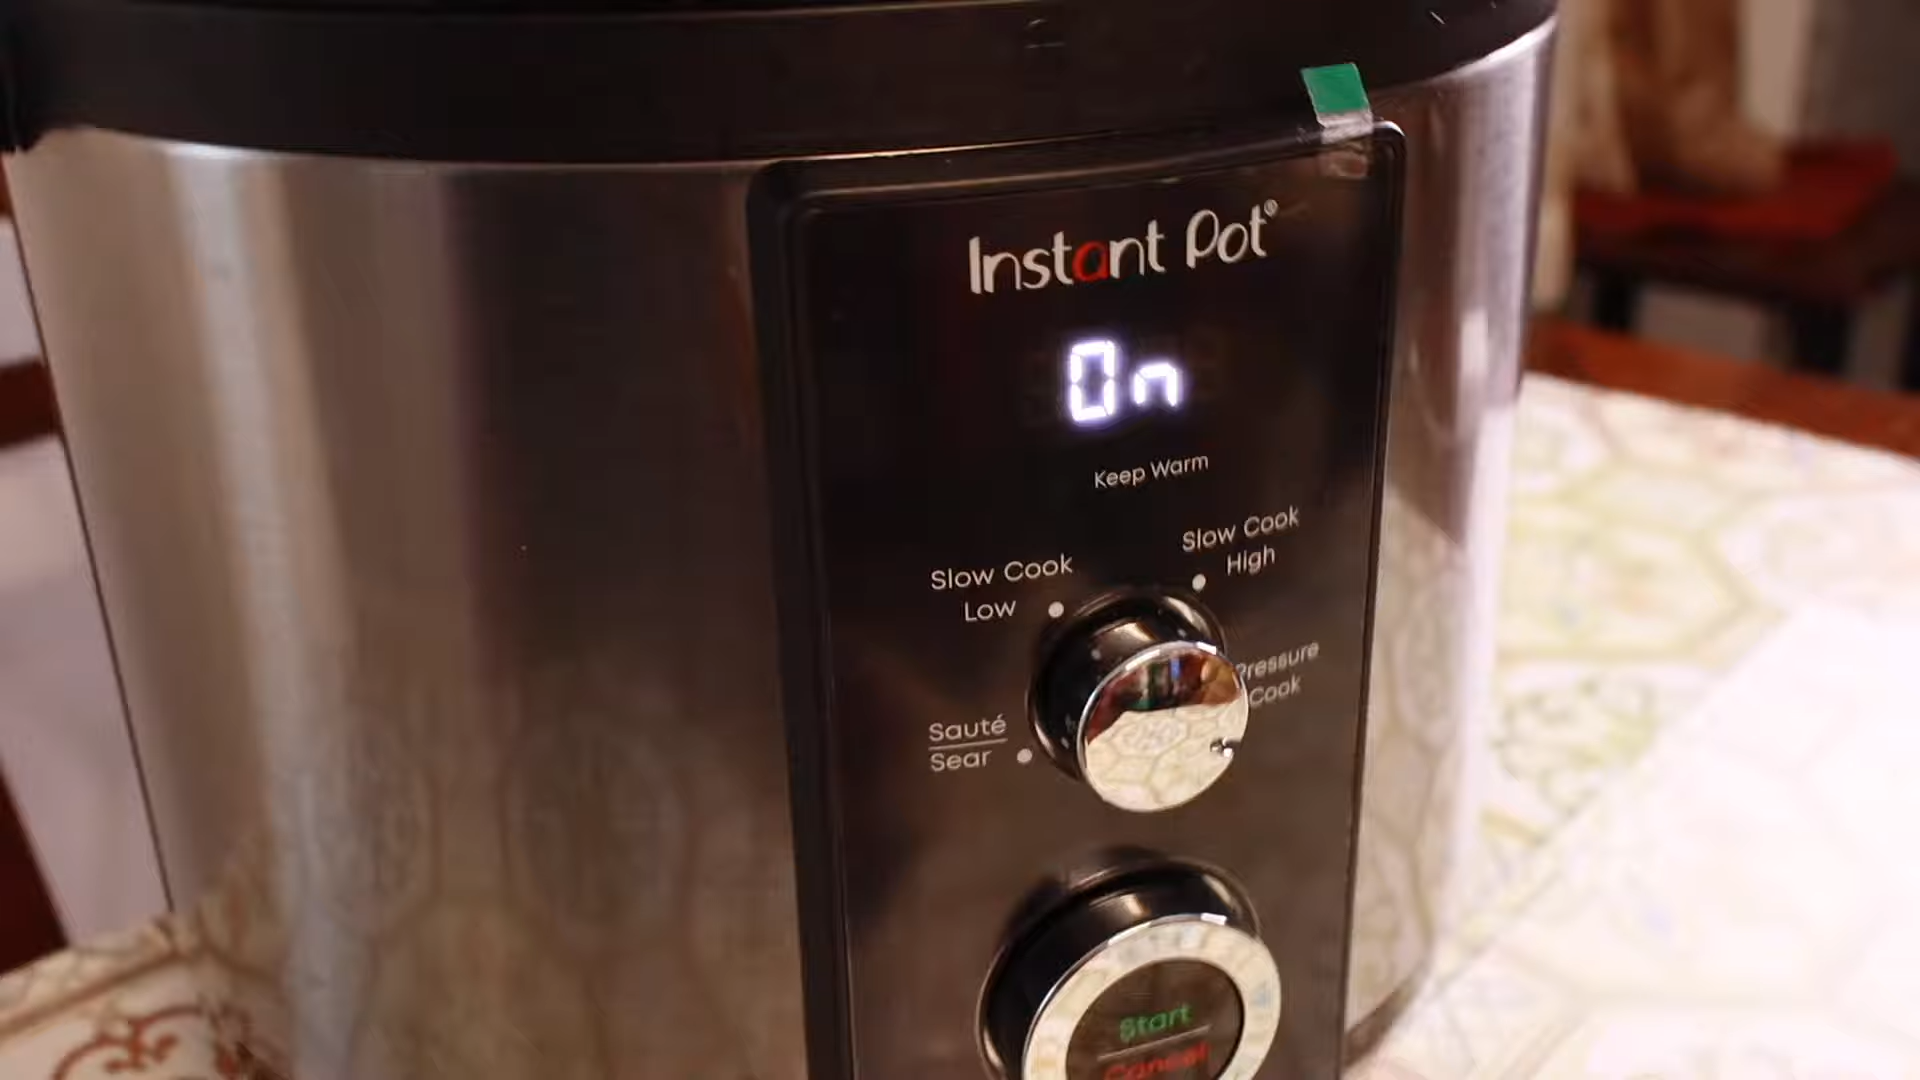 Instant Pot®
On
Keep Warm
Slow Cook
High
Slow Cook
Low
Pressure
Cook
Sauté
Sear
Start
Cancel